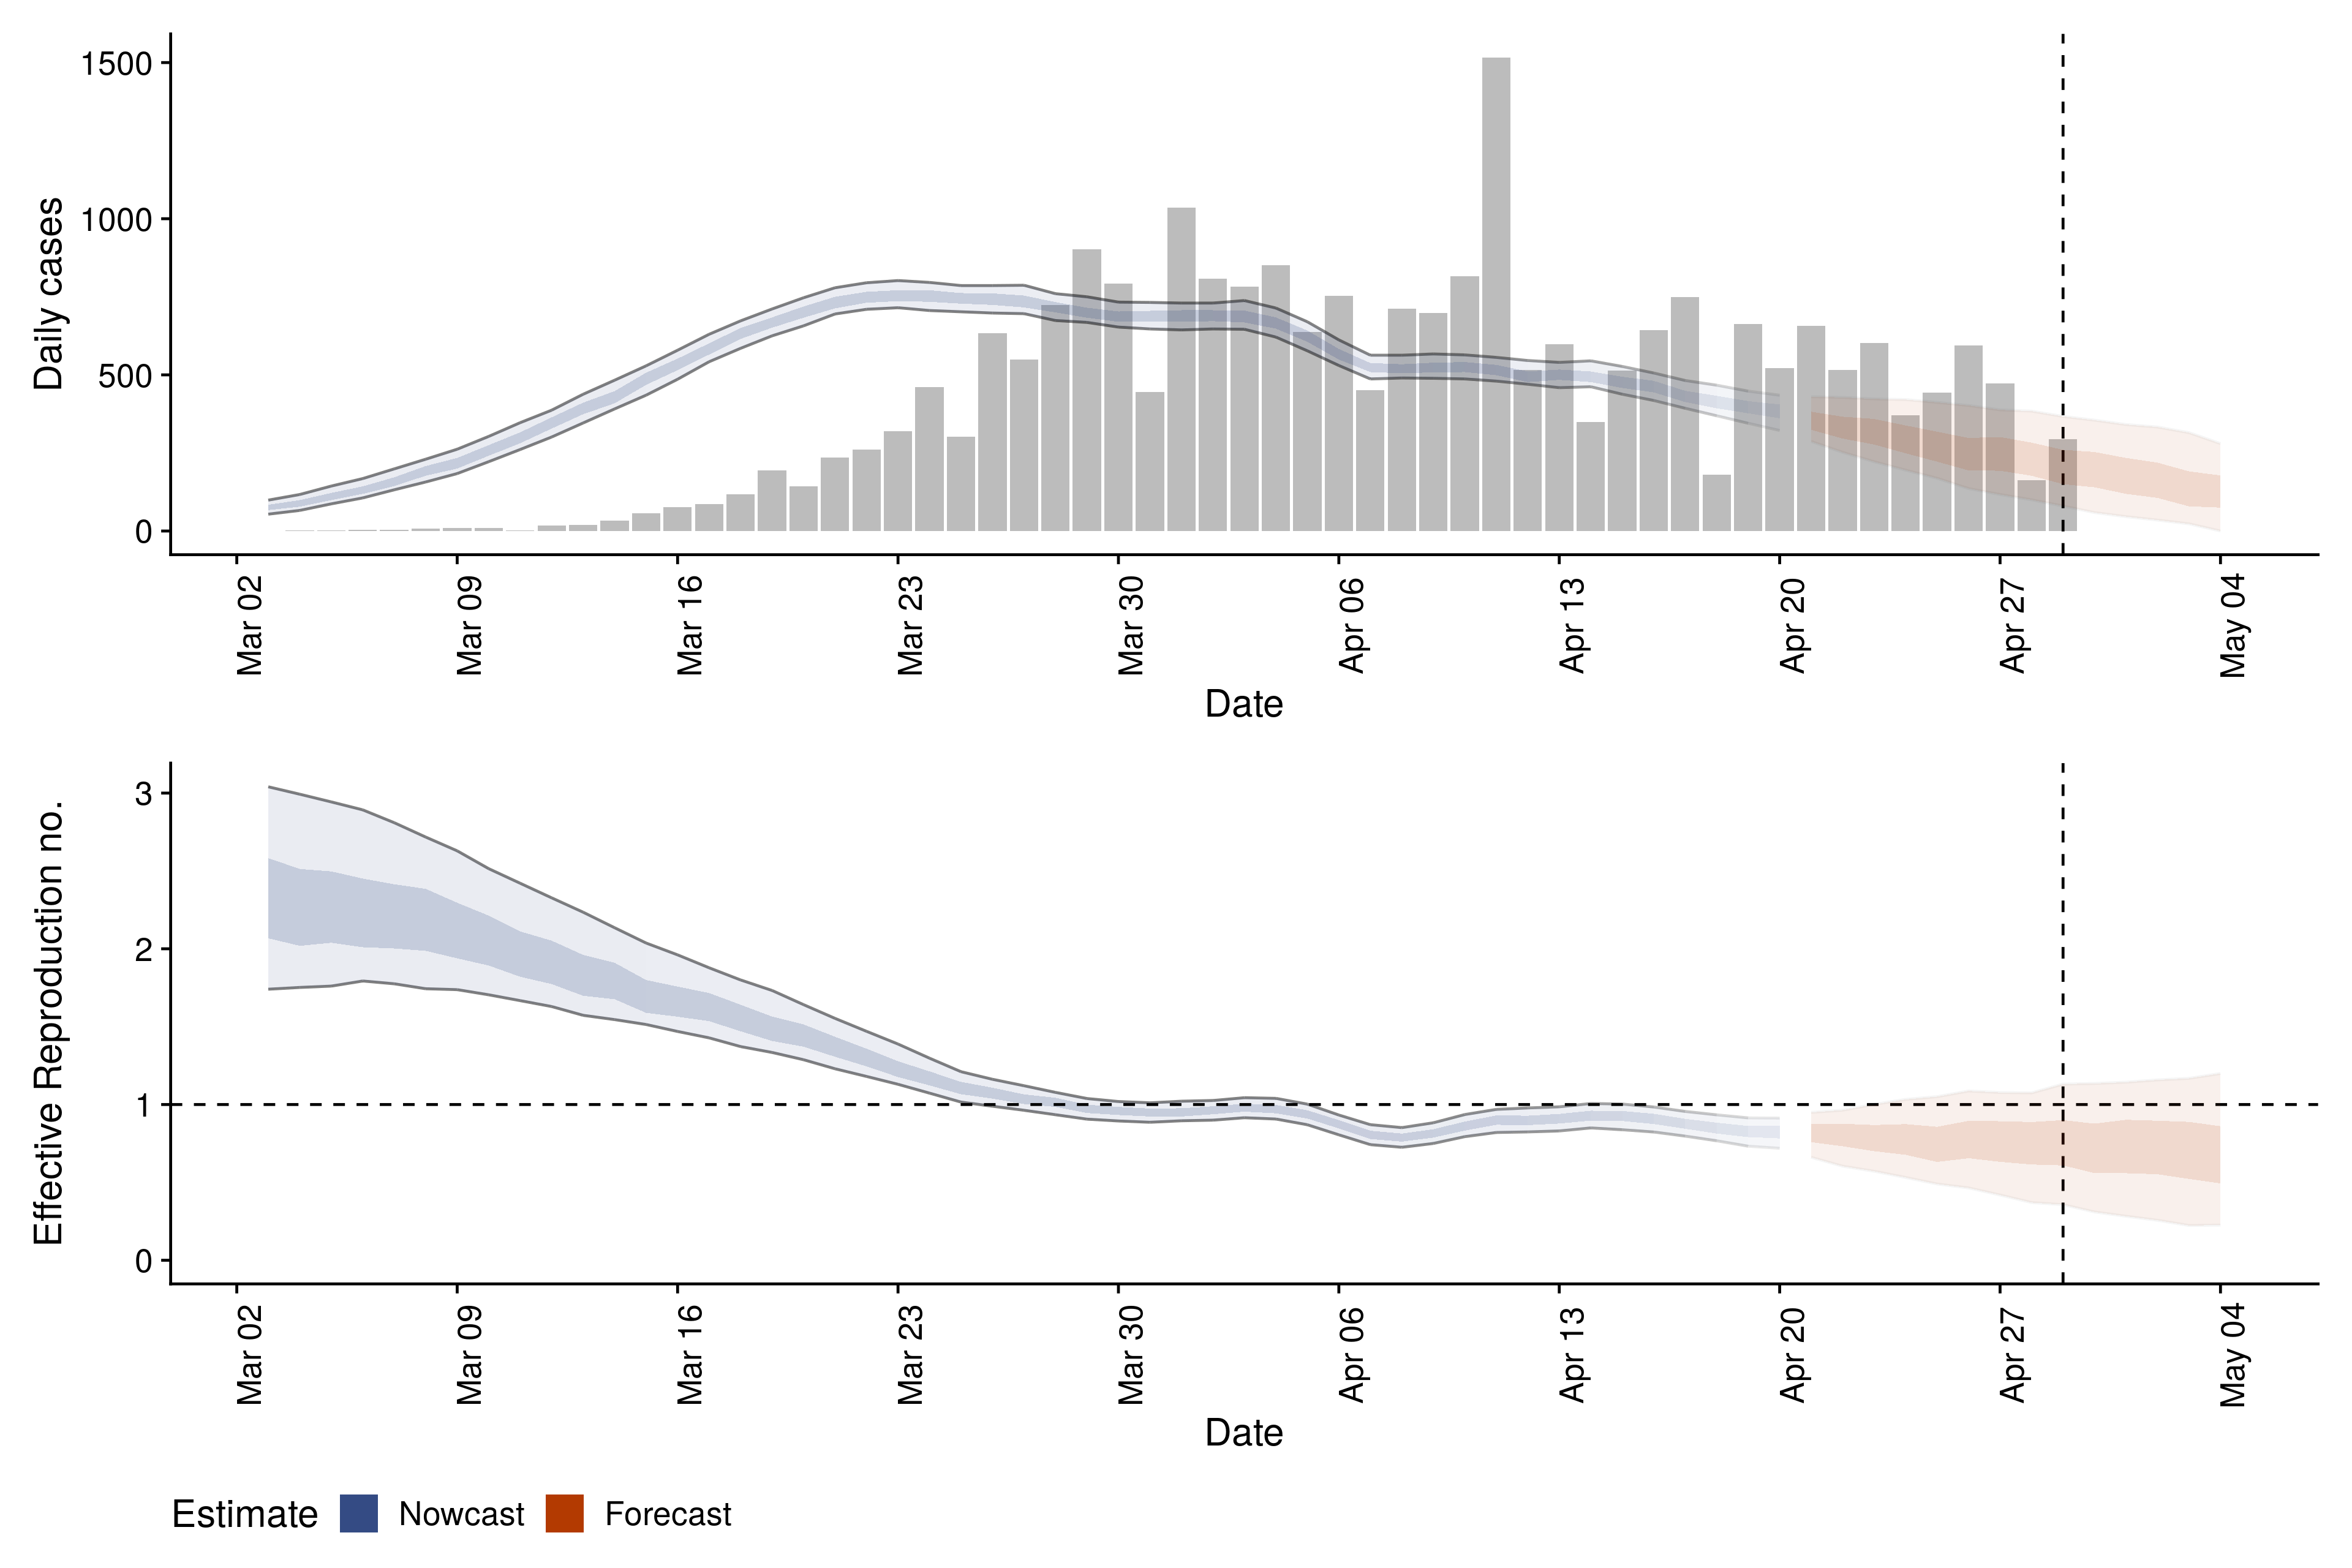 Daily cases
1500
1000
500
0
Mar 02
Mar 09
Mar 16
Mar 23
Mar 30
Apr 06
Apr 13
Apr 20
Apr 27
May 04
Date
Effective Reproduction no.
3
2
1
0
Mar 02
Mar 09
Mar 16
Mar 23
Mar 30
Apr 06
Apr 13
Apr 20
Apr 27
May 04
Date
Estimate Nowcast Forecast